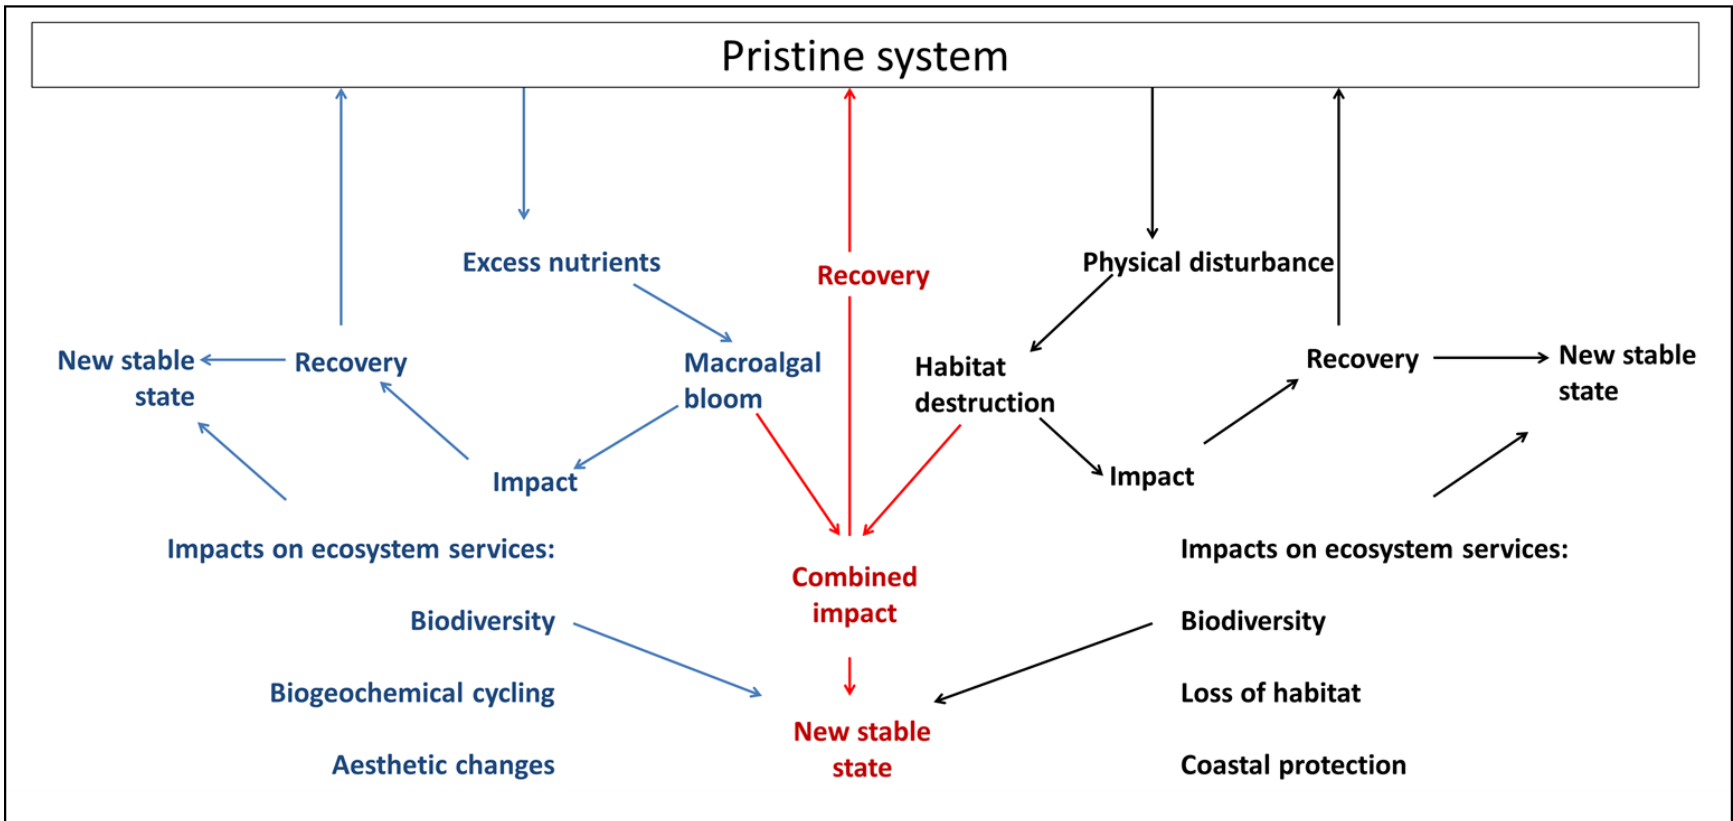 Pristine system
Excess nutrients
Recovery
Physical disturbance
New stable
state
Recovery
Macroalgal
bloom
Habitat
destruction
Recovery
New stable
state
Impact
Impact
Impacts on ecosystem services:
Biodiversity
Biogeochemical cycling
Aesthetic changes
Combined
impact
New stable
state
Impacts on ecosystem services:
Biodiversity
Loss of habitat
Coastal protection